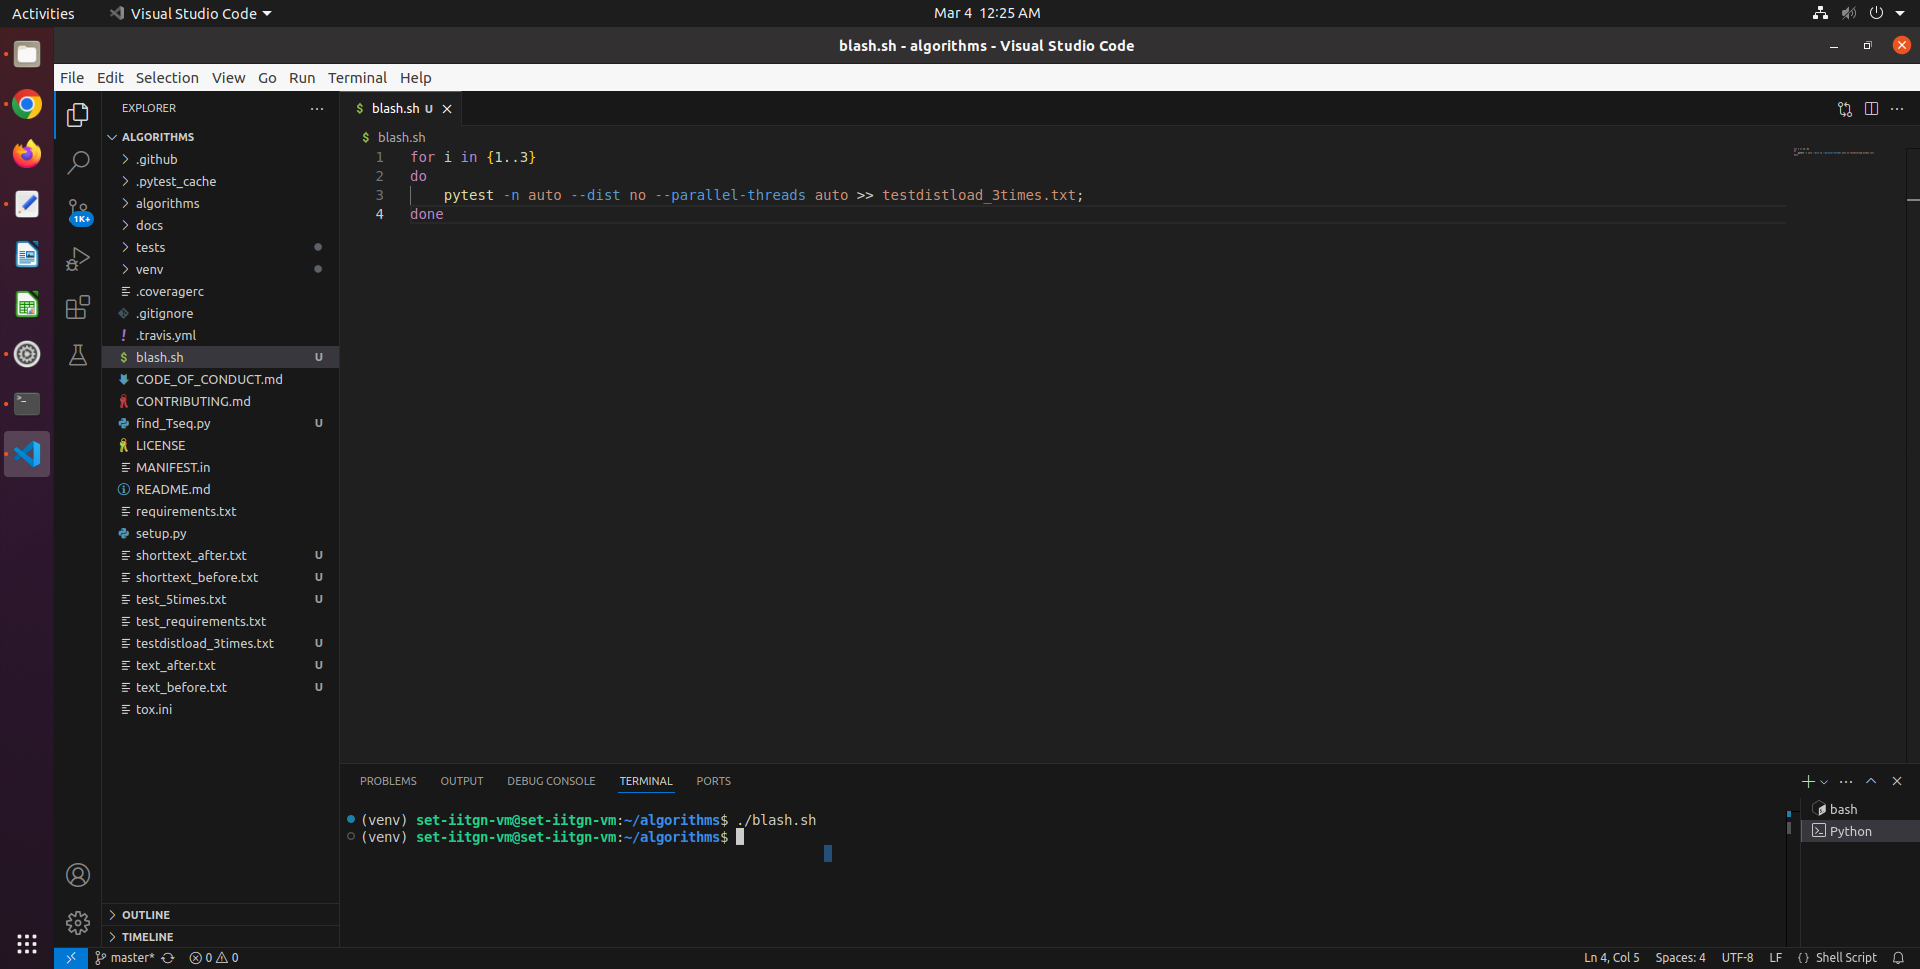 Activities
Visual Studio Code
Mar 4 12:25 AM
blash.sh - algorithms - Visual Studio Code
File Edit Selection View Go Run Terminal Help
EXPLORER
ALGORITHMS
.github
.pytest_cache
algorithms
docs
tests
venv
.coveragerc
.gitignore
.travis.yml
blash.sh U
CODE_OF_CONDUCT.md
CONTRIBUTING.md
find_Tseq.py U
LICENSE
MANIFEST.in
README.md
requirements.txt
setup.py
shorttext_after.txt U
shorttext_before.txt U
test_5times.txt U
test_requirements.txt
testdistload_3times.txt U
text_after.txt U
text_before.txt U
tox.ini
OUTLINE
TIMELINE
1K+
$ blash.sh U
$ blash.sh
1 for i in {1..3}
2 do
3 pytest -n auto --dist no --parallel-threads auto >> testdistload_3times.txt;
4 done
PROBLEMS OUTPUT DEBUG CONSOLE TERMINAL PORTS
(venv) set-iitgn-vm@set-iitgn-vm:~/algorithms$ ./blash.sh
(venv) set-iitgn-vm@set-iitgn-vm:~/algorithms$
bash
Python
master* 0 0
Ln 4, Col 5 Spaces: 4 UTF-8 LF {} Shell Script